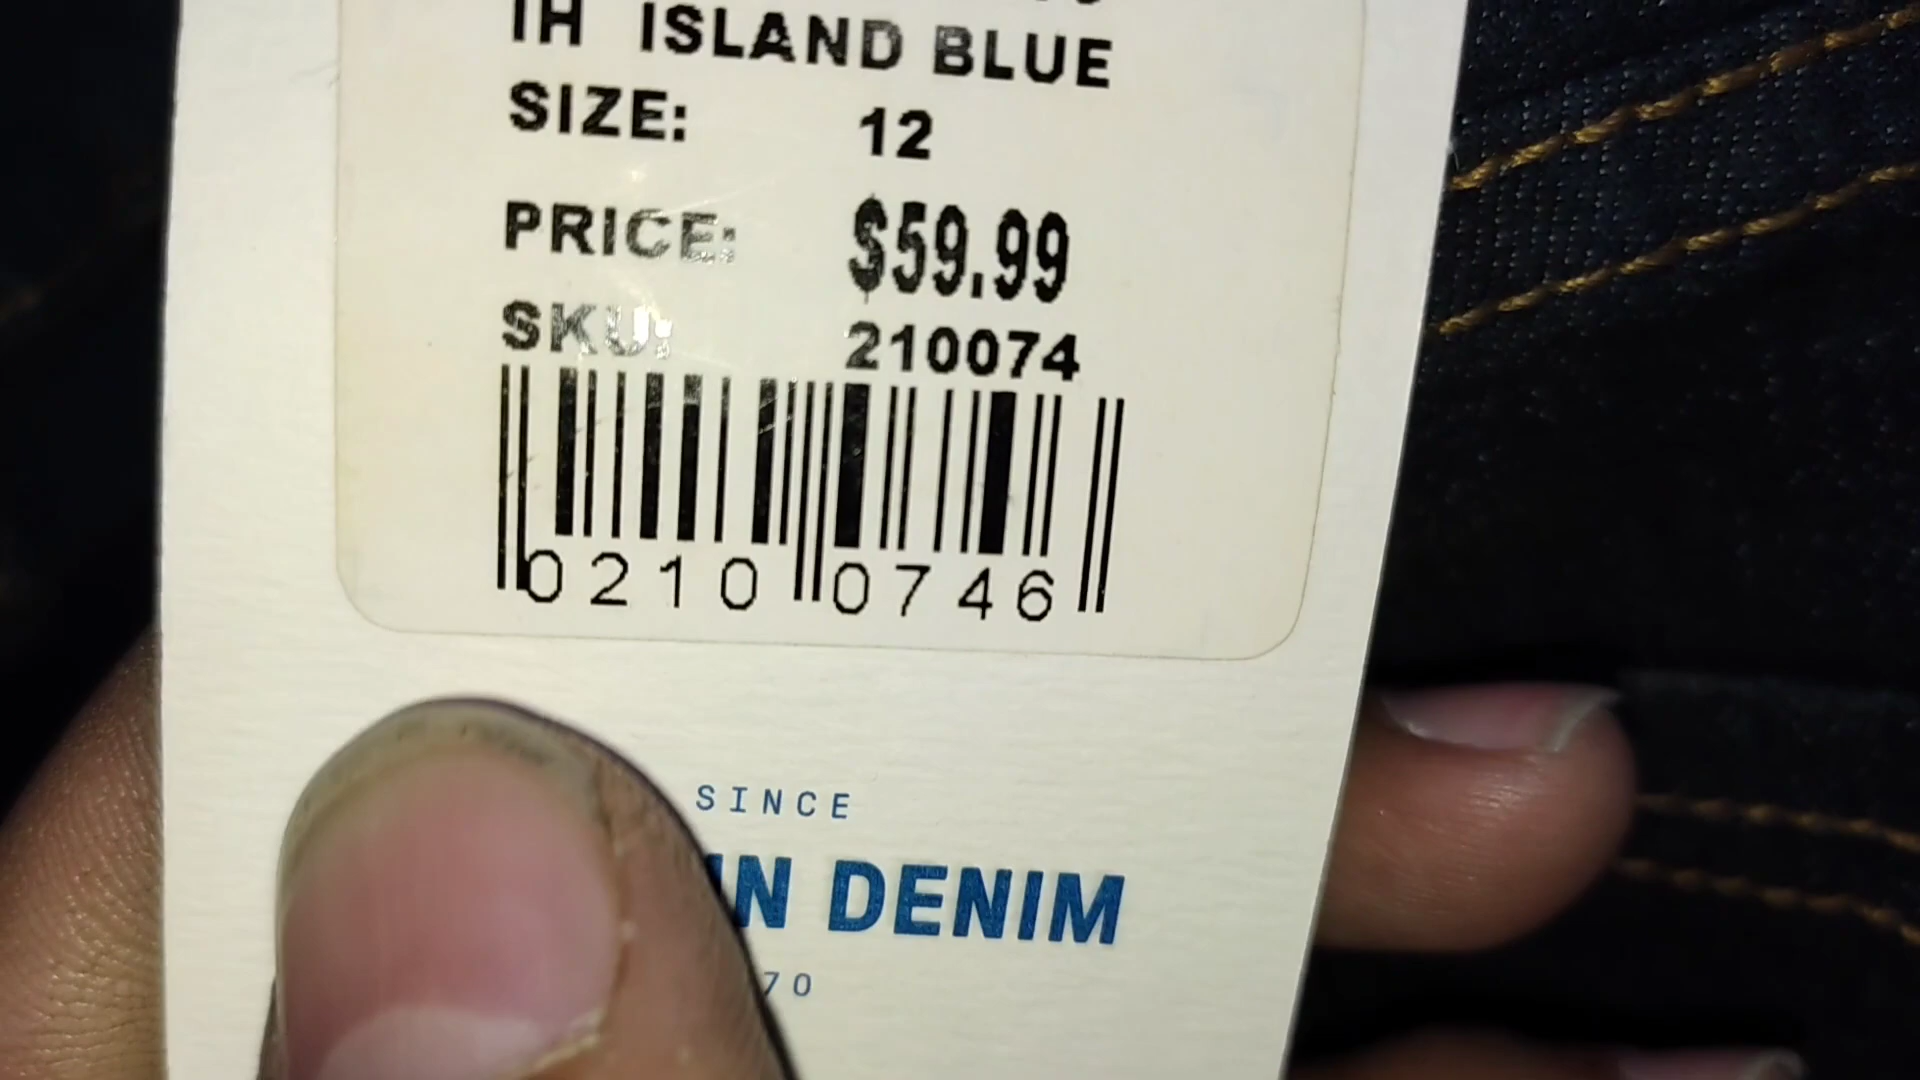 IH ISLAND BLUE
SIZE: 12
PRICE: $59.99
SKU: 210074
0210 0746
SINCE
DENIM